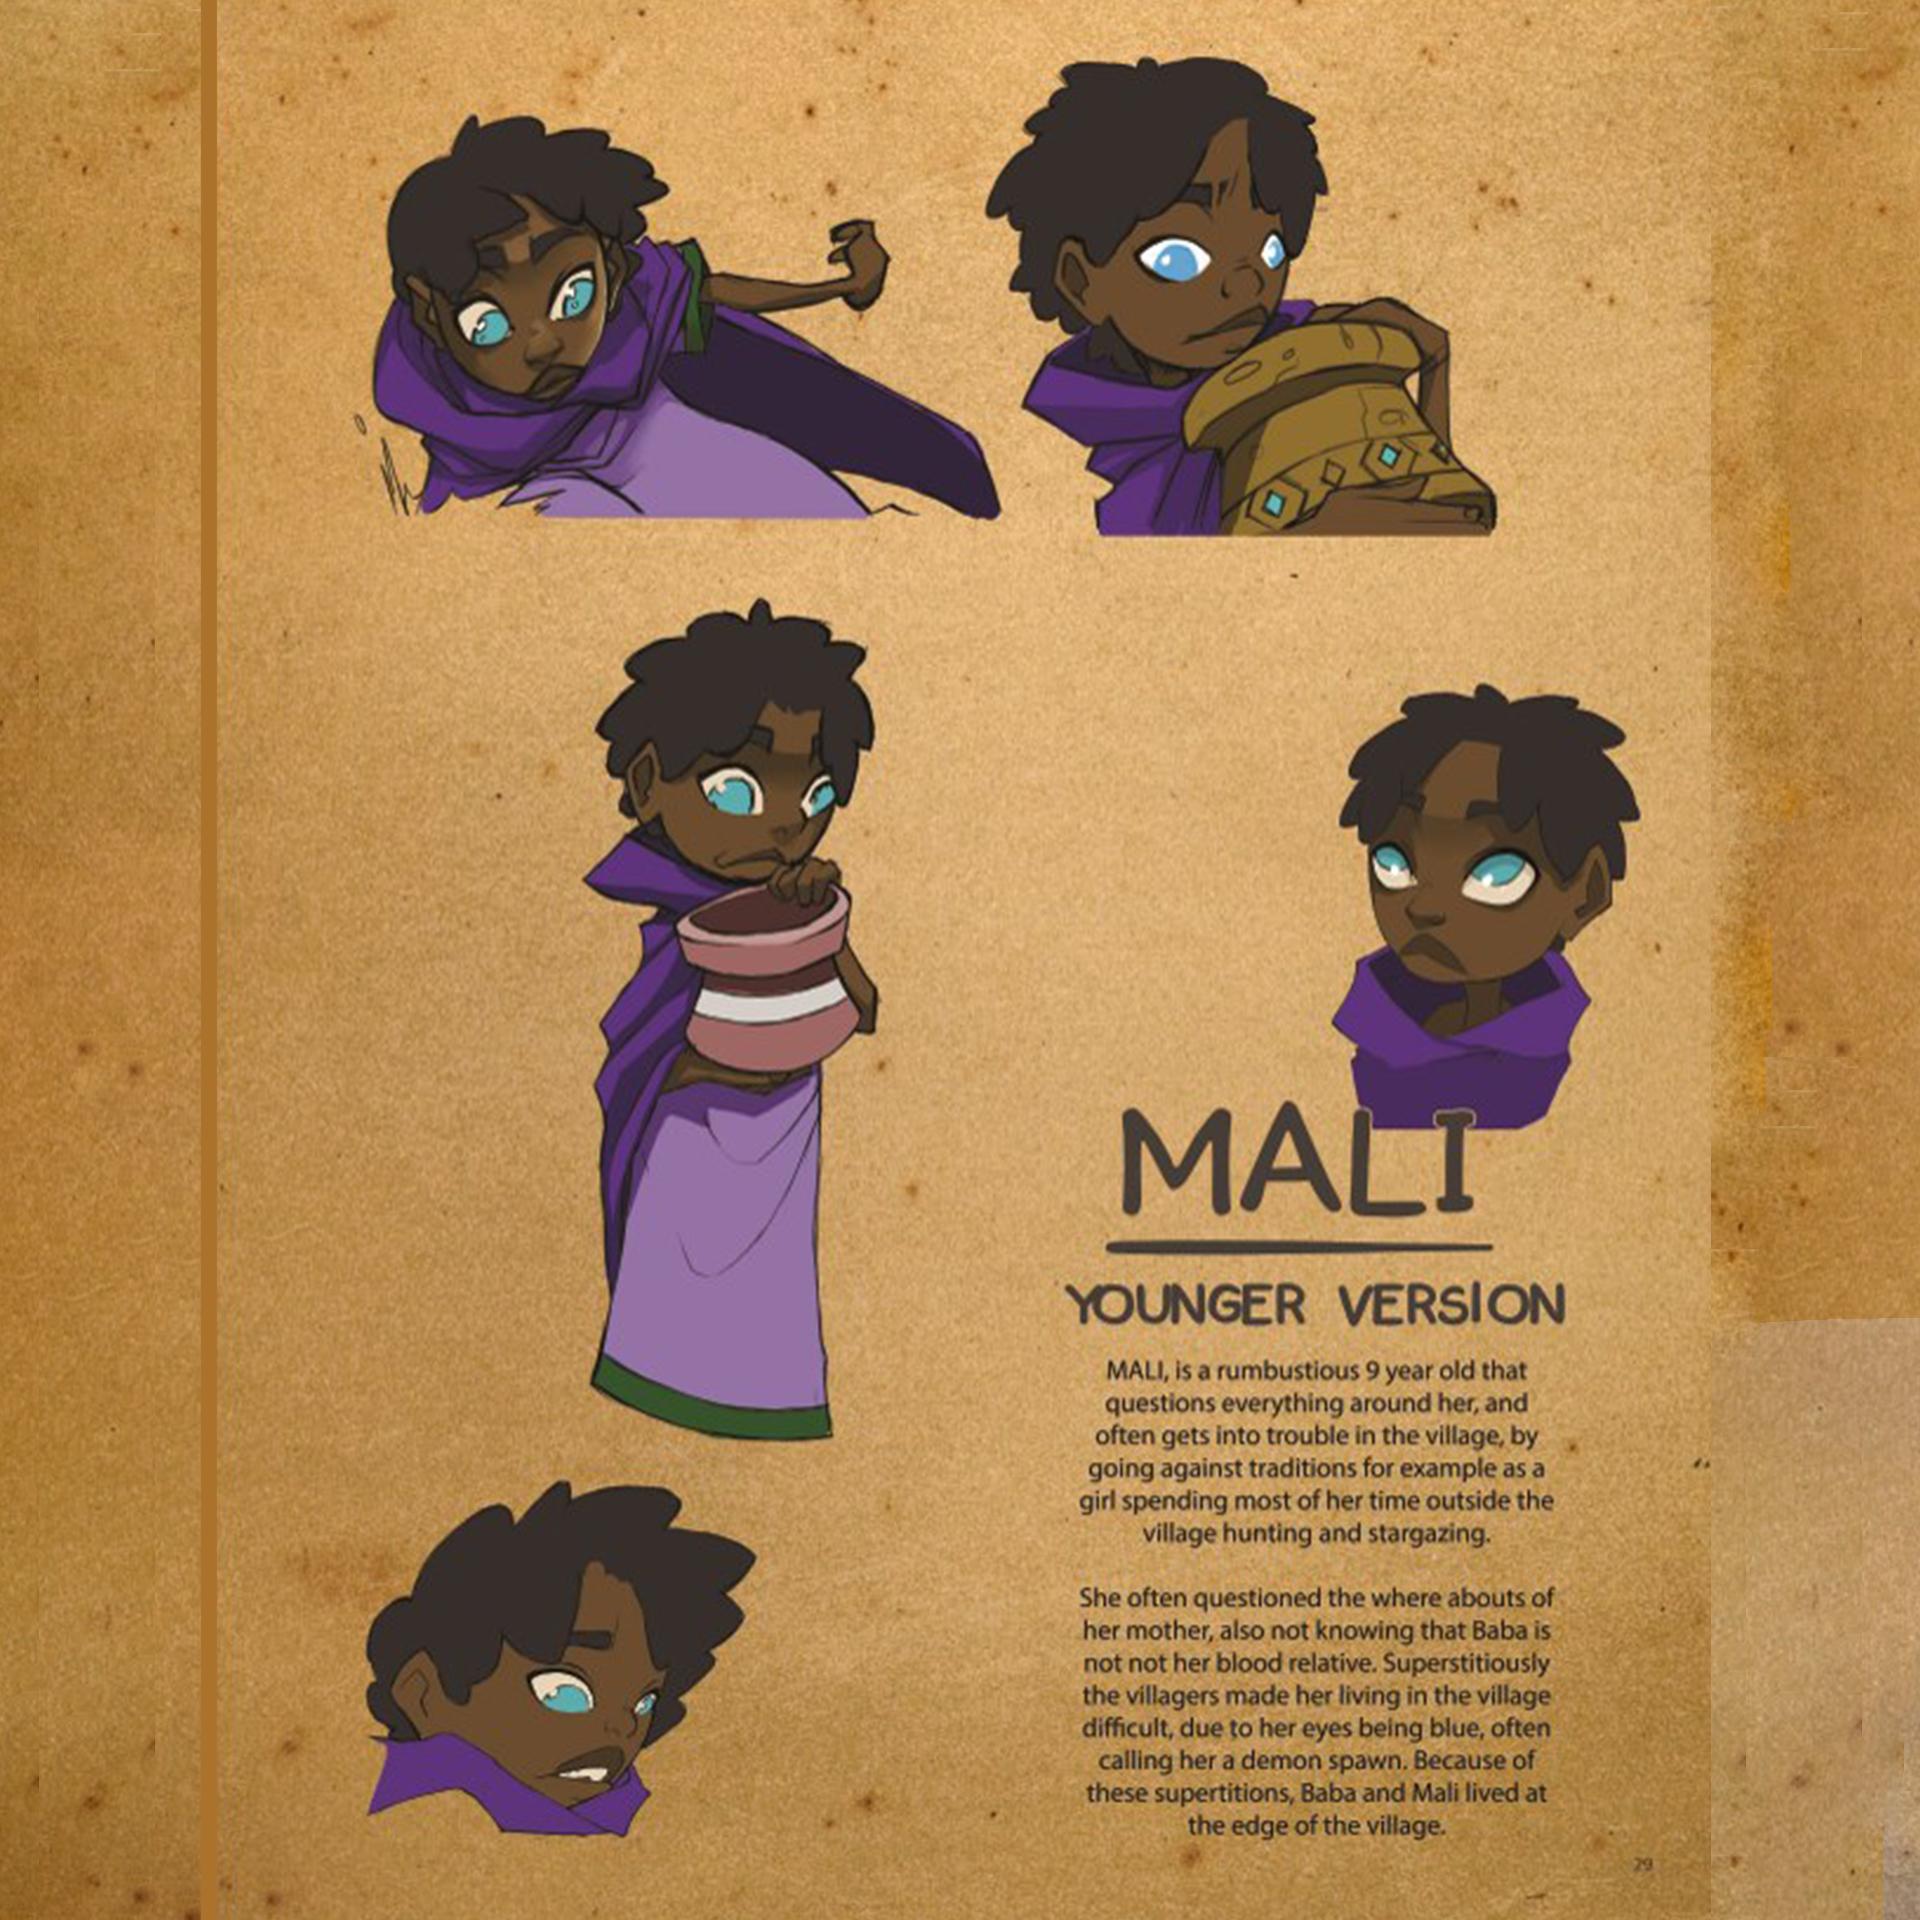 MALI
YOUNGER VERSION
MALI, is a rumbustious 9 year old that
questions everything around her, and
often gets into trouble in the village, by
going against traditions for example as a
girl spending most of her time outside the
village hunting and stargazing.
She often questioned the where abouts of
her mother, also not knowing that Baba is
not not her blood relative. Superstitiously
the villagers made her living in the village
difficult, due to her eyes being blue, often
calling her a demon spawn. Because of
these supertitions, Baba and Mali lived at
the edge of the village.
29